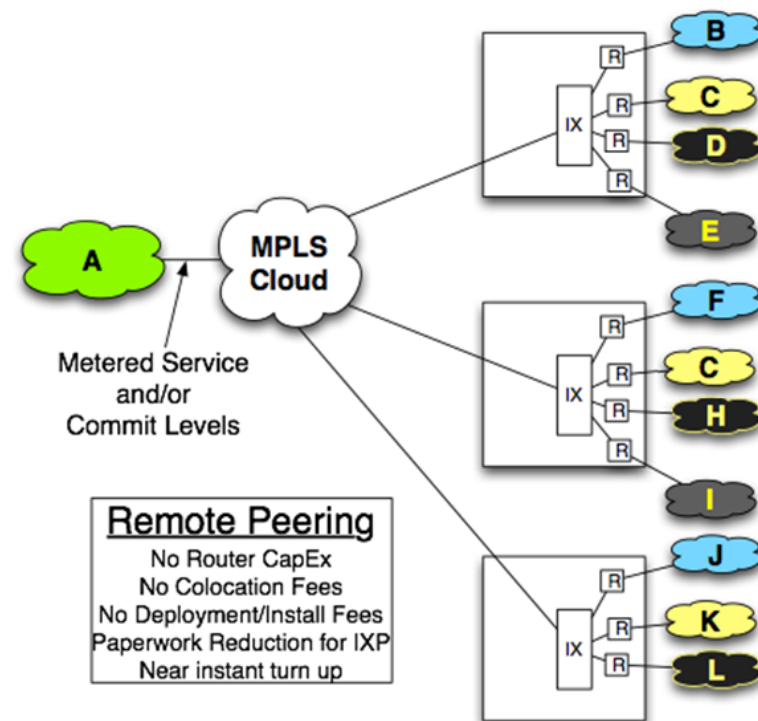 B
R
C
R
IX
D
R
R
E
A
MPLS
Cloud
Metered Service
and/or
Commit Levels
F
R
C
R
IX
H
R
R
I
Remote Peering
No Router CapEx
No Colocation Fees
No Deployment/Install Fees
Paperwork Reduction for IXP
Near instant turn up
J
R
K
R
IX
L
R